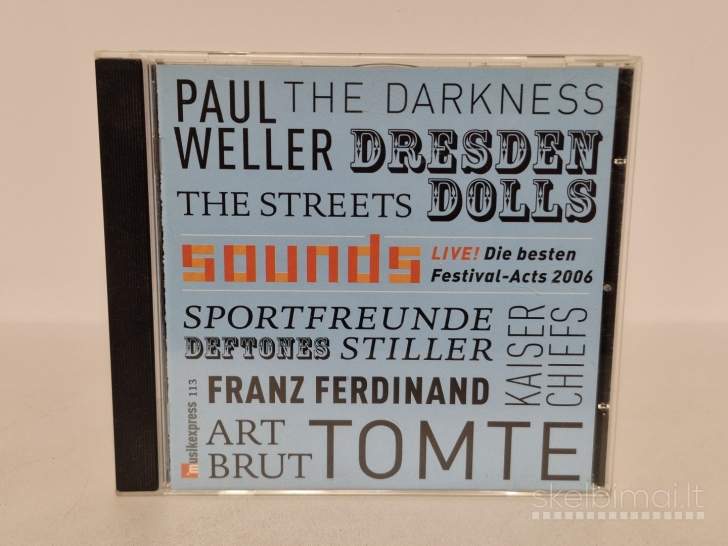 PAUL THE DARKNESS
WELLER DRESDEN
THE STREETS DOLLS
sounds LIVE! Die besten
Festival-Acts 2006
SPORTFREUNDE
DEFTONES STILLER
KAISER
CHIEFS
FRANZ FERDINAND
musikexpress 113
ART
BRUT TOMTE
skelbimai.lt